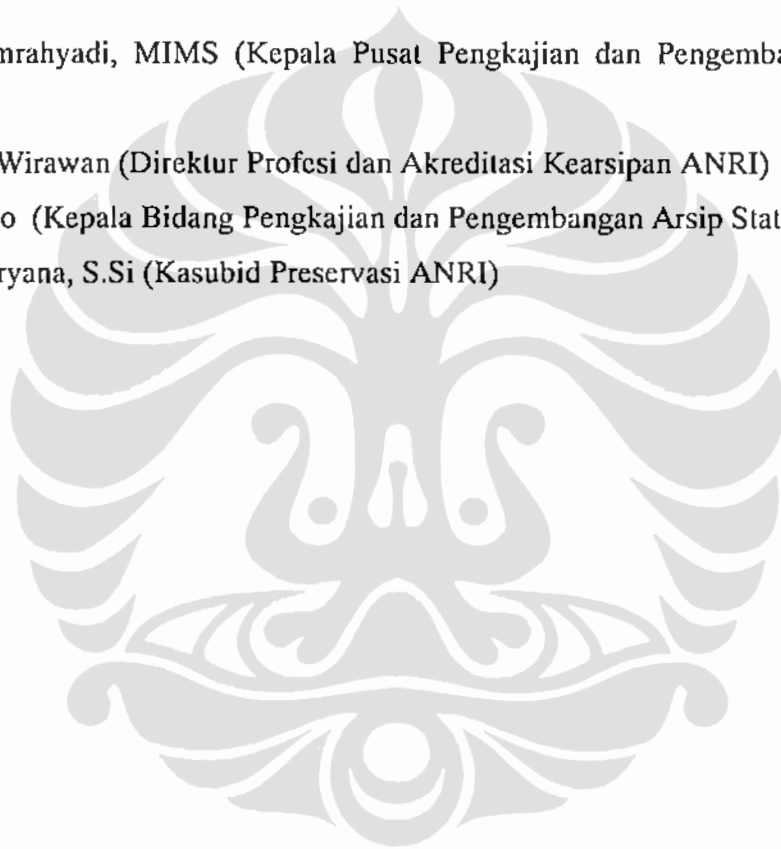 mrahyadi, MIMS (Kepala Pusat Pengkajian dan Pengemba
Wirawan (Direktur Profesi dan Akreditasi Kearsipan ANRI)
o (Kepala Bidang Pengkajian dan Pengembangan Arsip Stat
ryana, S.Si (Kasubid Preservasi ANRI)